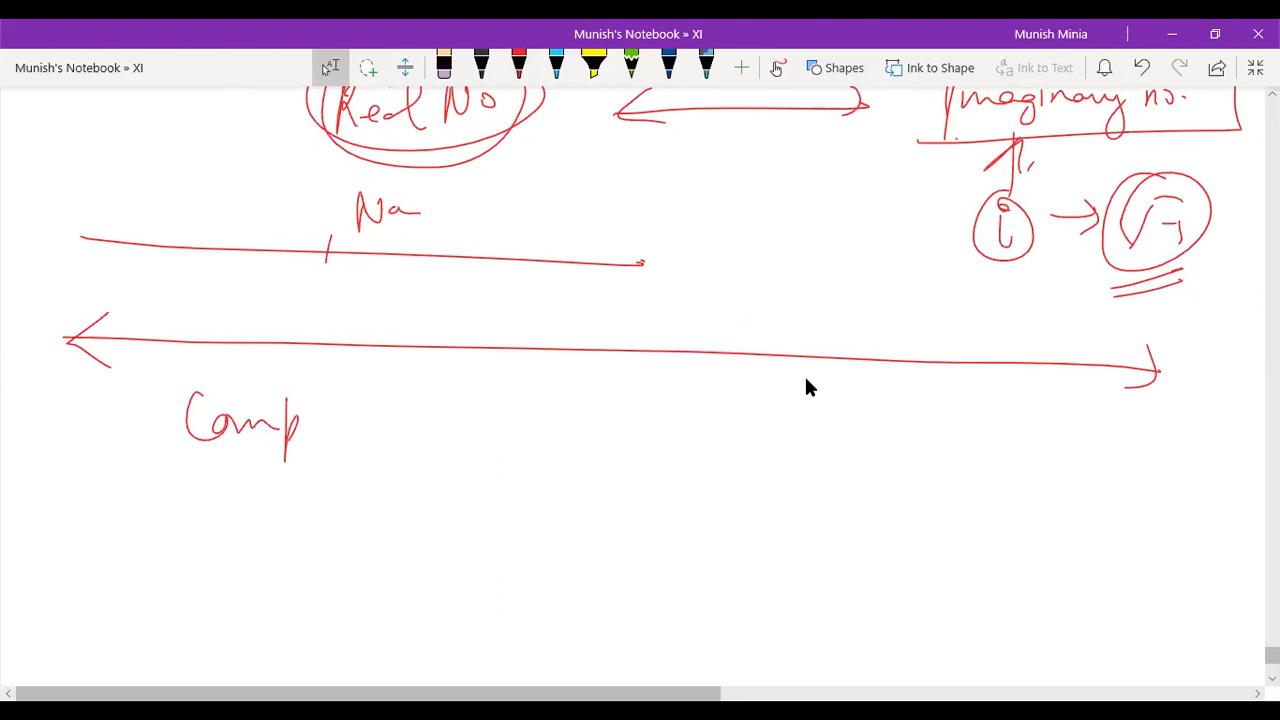 Munish's Notebook » XI
Munish Minia
Munish's Notebook » XI
Shapes
Ink to Shape
Ink to Text
Real No
Imaginary no.
Na
i → √-1
Comp